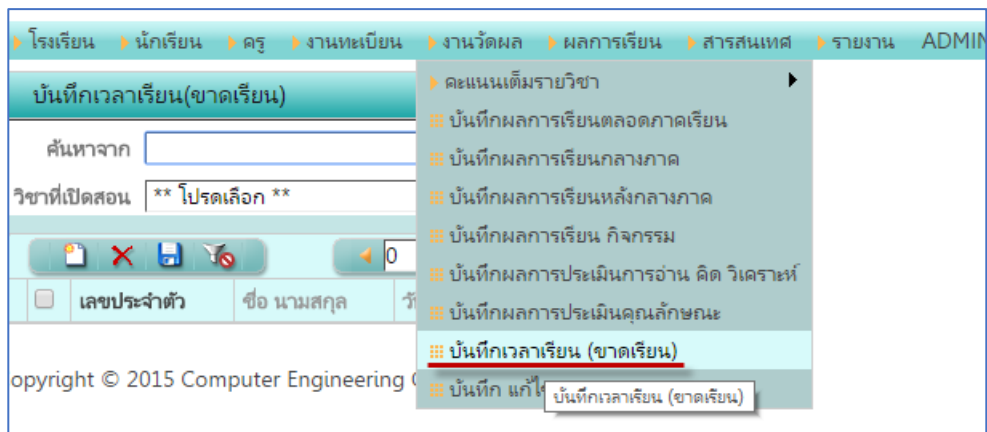 โรงเรียน นักเรียน ครู งานทะเบียน งานวัดผล ผลการเรียน สารสนเทศ รายงาน ADMIN
บันทึกเวลาเรียน(ขาดเรียน)
ค้นหาจาก
วิชาที่เปิดสอน ** โปรดเลือก **
0
เลขประจำตัว ชื่อ นามสกุล
คะแนนเต็มรายวิชา
บันทึกผลการเรียนตลอดภาคเรียน
บันทึกผลการเรียนกลางภาค
บันทึกผลการเรียนหลังกลางภาค
บันทึกผลการเรียน กิจกรรม
บันทึกผลการประเมินการอ่าน คิด วิเคราะห์
บันทึกผลการประเมินคุณลักษณะ
บันทึกเวลาเรียน (ขาดเรียน)
บันทึก
บันทึกเวลาเรียน (ขาดเรียน)
opyright © 2015 Computer Engineering